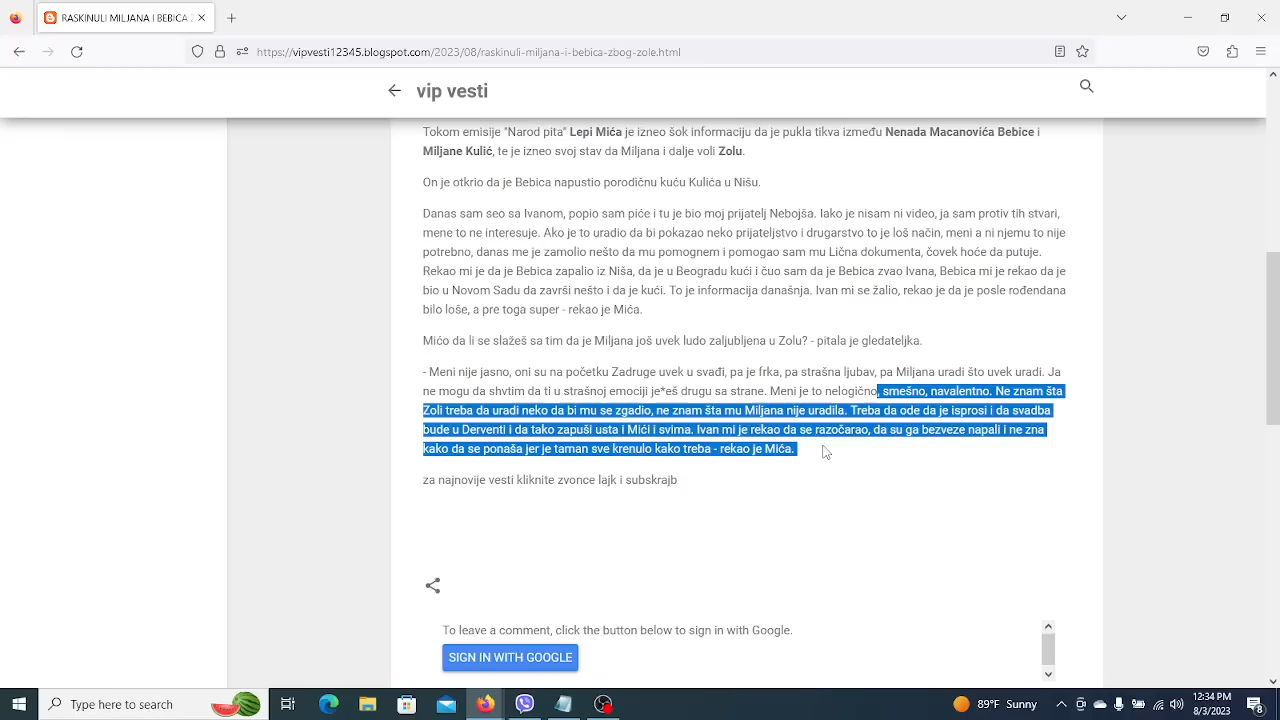 RASKINULI MILJANA I BEBICA Z
https://vipvesti12345.blogspot.com/2023/08/raskinuli-miljana-i-bebica-zbog-zole.html
vip vesti
Tokom emisije "Narod pita" Lepi Mića je izneo šok informaciju da je pukla tikva između Nenada Macanovića Bebice i
Miljane Kulić, te je izneo svoj stav da Miljana i dalje voli Zolu.
On je otkrio da je Bebica napustio porodičnu kuću Kulića u Nišu.
Danas sam seo sa Ivanom, popio sam piće i tu je bio moj prijatelj Nebojša. Iako je nisam ni video, ja sam protiv tih stvari,
mene to ne interesuje. Ako je to uradio da bi pokazao neko prijateljstvo i drugarstvo to je loš način, meni a ni njemu to nije
potrebno, danas me je zamolio nešto da mu pomognem i pomogao sam mu Lična dokumenta, čovek hoće da putuje.
Rekao mi je da je Bebica zapalio iz Niša, da je u Beogradu kući i čuo sam da je Bebica zvao Ivana, Bebica mi je rekao da je
bio u Novom Sadu da završi nešto i da je kući. To je informacija današnja. Ivan mi se žalio, rekao je da je posle rođendana
bilo loše, a pre toga super - rekao je Mića.
Mićo da li se slažeš sa tim da je Miljana još uvek ludo zaljubljena u Zolu? - pitala je gledateljka.
- Meni nije jasno, oni su na početku Zadruge uvek u svađi, pa je frka, pa strašna ljubav, pa Miljana uradi što uvek uradi. Ja
ne mogu da shvtim da ti u strašnoj emociji je*eš drugu sa strane. Meni je to nelogično, smešno, navalentno. Ne znam šta
Zoli treba da uradi neko da bi mu se zgadio, ne znam šta mu Miljana nije uradila. Treba da ode da je isprosi i da svadba
bude u Derventi i da tako zapuši usta i Mići i svima. Ivan mi je rekao da se razočarao, da su ga bezveze napali i ne zna
kako da se ponaša jer je taman sve krenulo kako treba - rekao je Mića.
za najnovije vesti kliknite zvonce lajk i subskrajb
To leave a comment, click the button below to sign in with Google.
SIGN IN WITH GOOGLE
Type here to search
89°F Sunny
12:34 PM
8/3/2023
8